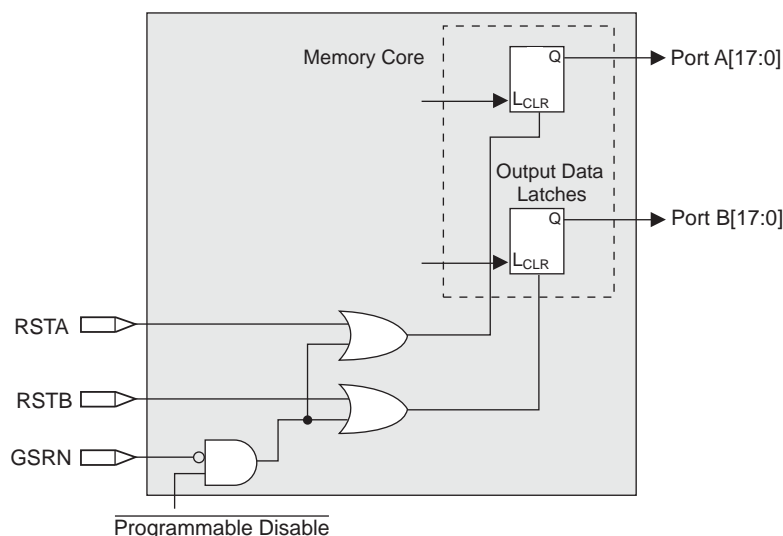 Memory Core
Q
Port A[17:0]
LCLR
Output Data
Latches
Q
Port B[17:0]
LCLR
RSTA
RSTB
GSRN
Programmable Disable